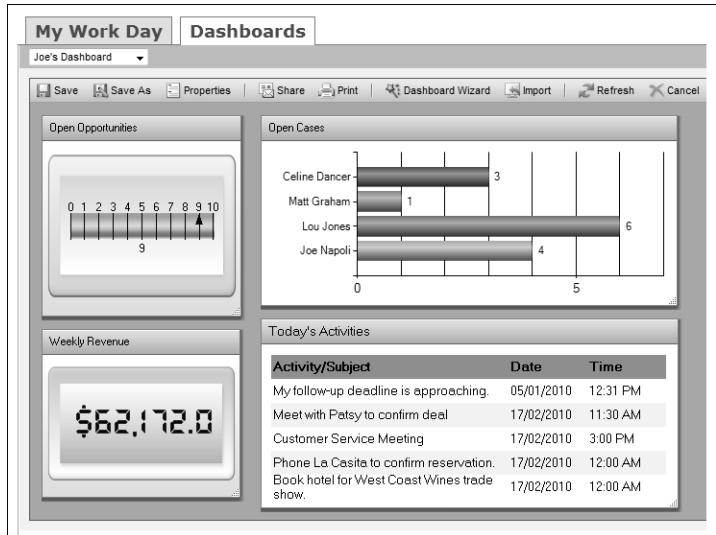 My Work Day Dashboards
Joe's Dashboard
Save Save As Properties Share Print Dashboard Wizard Import Refresh Cancel
Open Opportunities
0 1 2 3 4 5 6 7 8 9 10
9
Open Cases
Celine Dancer 3
Matt Graham 1
Lou Jones 6
Joe Napoli 4
0 5
Weekly Revenue
$62,172.0
Today's Activities
Activity/Subject Date Time
My follow-up deadline is approaching. 05/01/2010 12:31 PM
Meet with Patsy to confirm deal 17/02/2010 11:30 AM
Customer Service Meeting 17/02/2010 3:00 PM
Phone La Casita to confirm reservation. 17/02/2010 12:00 AM
Book hotel for West Coast Wines trade
show. 17/02/2010 12:00 AM